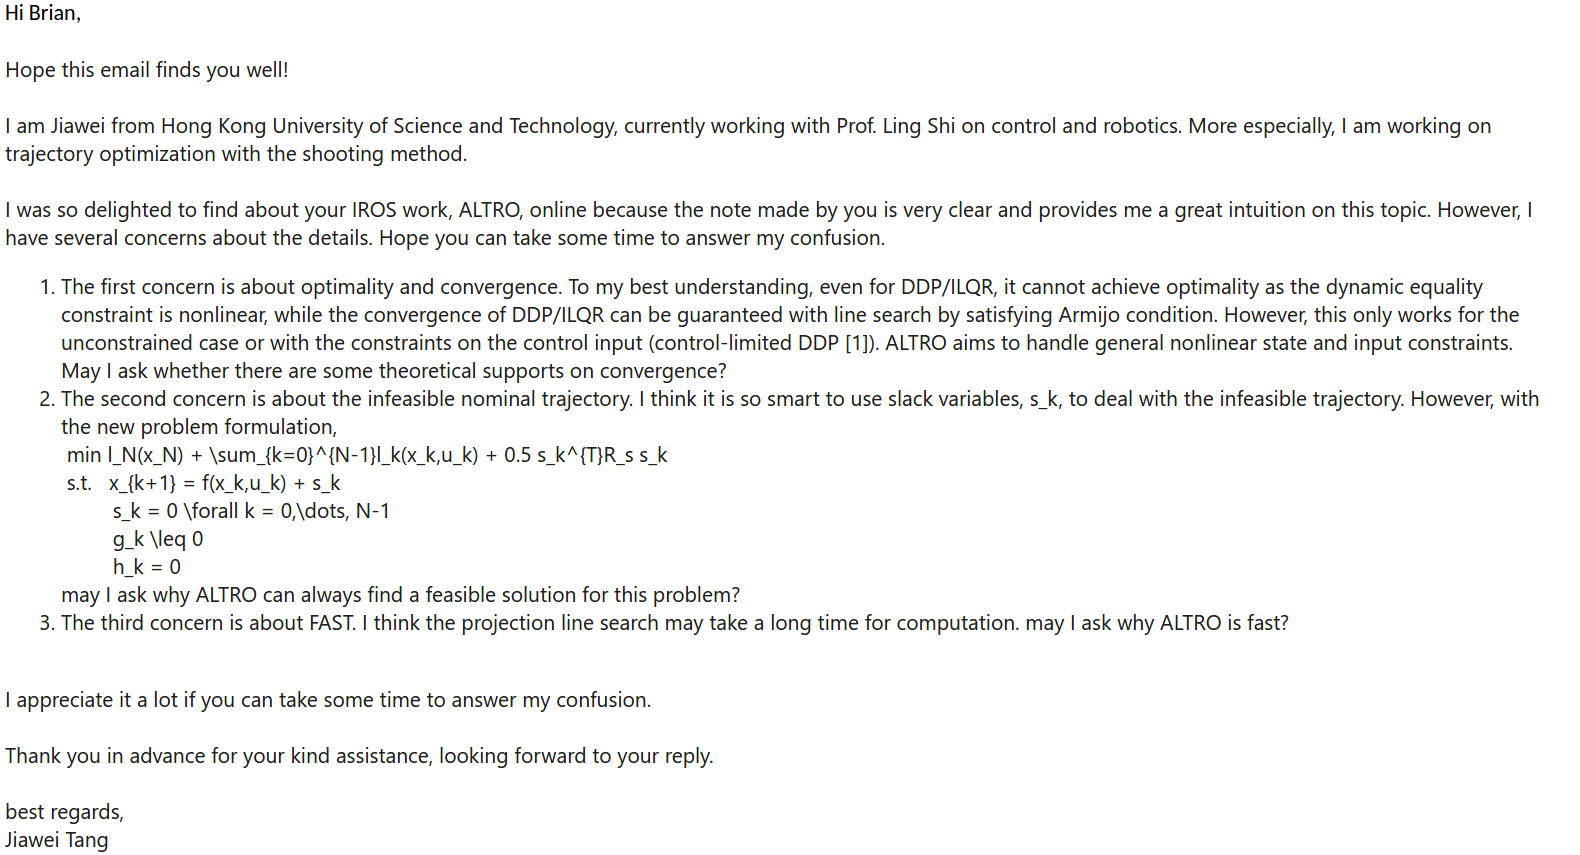 Hi Brian,
Hope this email finds you well!
I am Jiawei from Hong Kong University of Science and Technology, currently working with Prof. Ling Shi on control and robotics. More especially, I am working on
trajectory optimization with the shooting method.
I was so delighted to find about your IROS work, ALTRO, online because the note made by you is very clear and provides me a great intuition on this topic. However, I
have several concerns about the details. Hope you can take some time to answer my confusion.
1. The first concern is about optimality and convergence. To my best understanding, even for DDP/ILQR, it cannot achieve optimality as the dynamic equality
constraint is nonlinear, while the convergence of DDP/ILQR can be guaranteed with line search by satisfying Armijo condition. However, this only works for the
unconstrained case or with the constraints on the control input (control-limited DDP [1]). ALTRO aims to handle general nonlinear state and input constraints.
May I ask whether there are some theoretical supports on convergence?
2. The second concern is about the infeasible nominal trajectory. I think it is so smart to use slack variables, s_k, to deal with the infeasible trajectory. However, with
the new problem formulation,
min l_N(x_N) + \sum_{k=0}^{N-1}l_k(x_k,u_k) + 0.5 s_k^{T}R_s s_k
s.t. x_{k+1} = f(x_k,u_k) + s_k
s_k = 0 \forall k = 0,\dots, N-1
g_k \leq 0
h_k = 0
may I ask why ALTRO can always find a feasible solution for this problem?
3. The third concern is about FAST. I think the projection line search may take a long time for computation. may I ask why ALTRO is fast?
I appreciate it a lot if you can take some time to answer my confusion.
Thank you in advance for your kind assistance, looking forward to your reply.
best regards,
Jiawei Tang